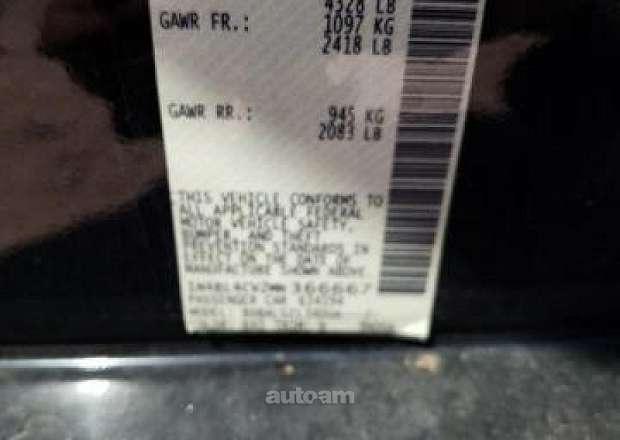 4328 LB
GAWR FR.: 1097 KG
2418 LB
GAWR RR.: 945 KG
2083 LB
THIS VEHICLE CONFORMS TO
ALL APPLICABLE FEDERAL
MOTOR VEHICLE SAFETY,
BUMPER, AND THEFT
PREVENTION STANDARDS IN
EFFECT ON THE DATE OF
MANUFACTURE SHOWN ABOVE
366667
PASSENGER CAR
MODEL:
autoam